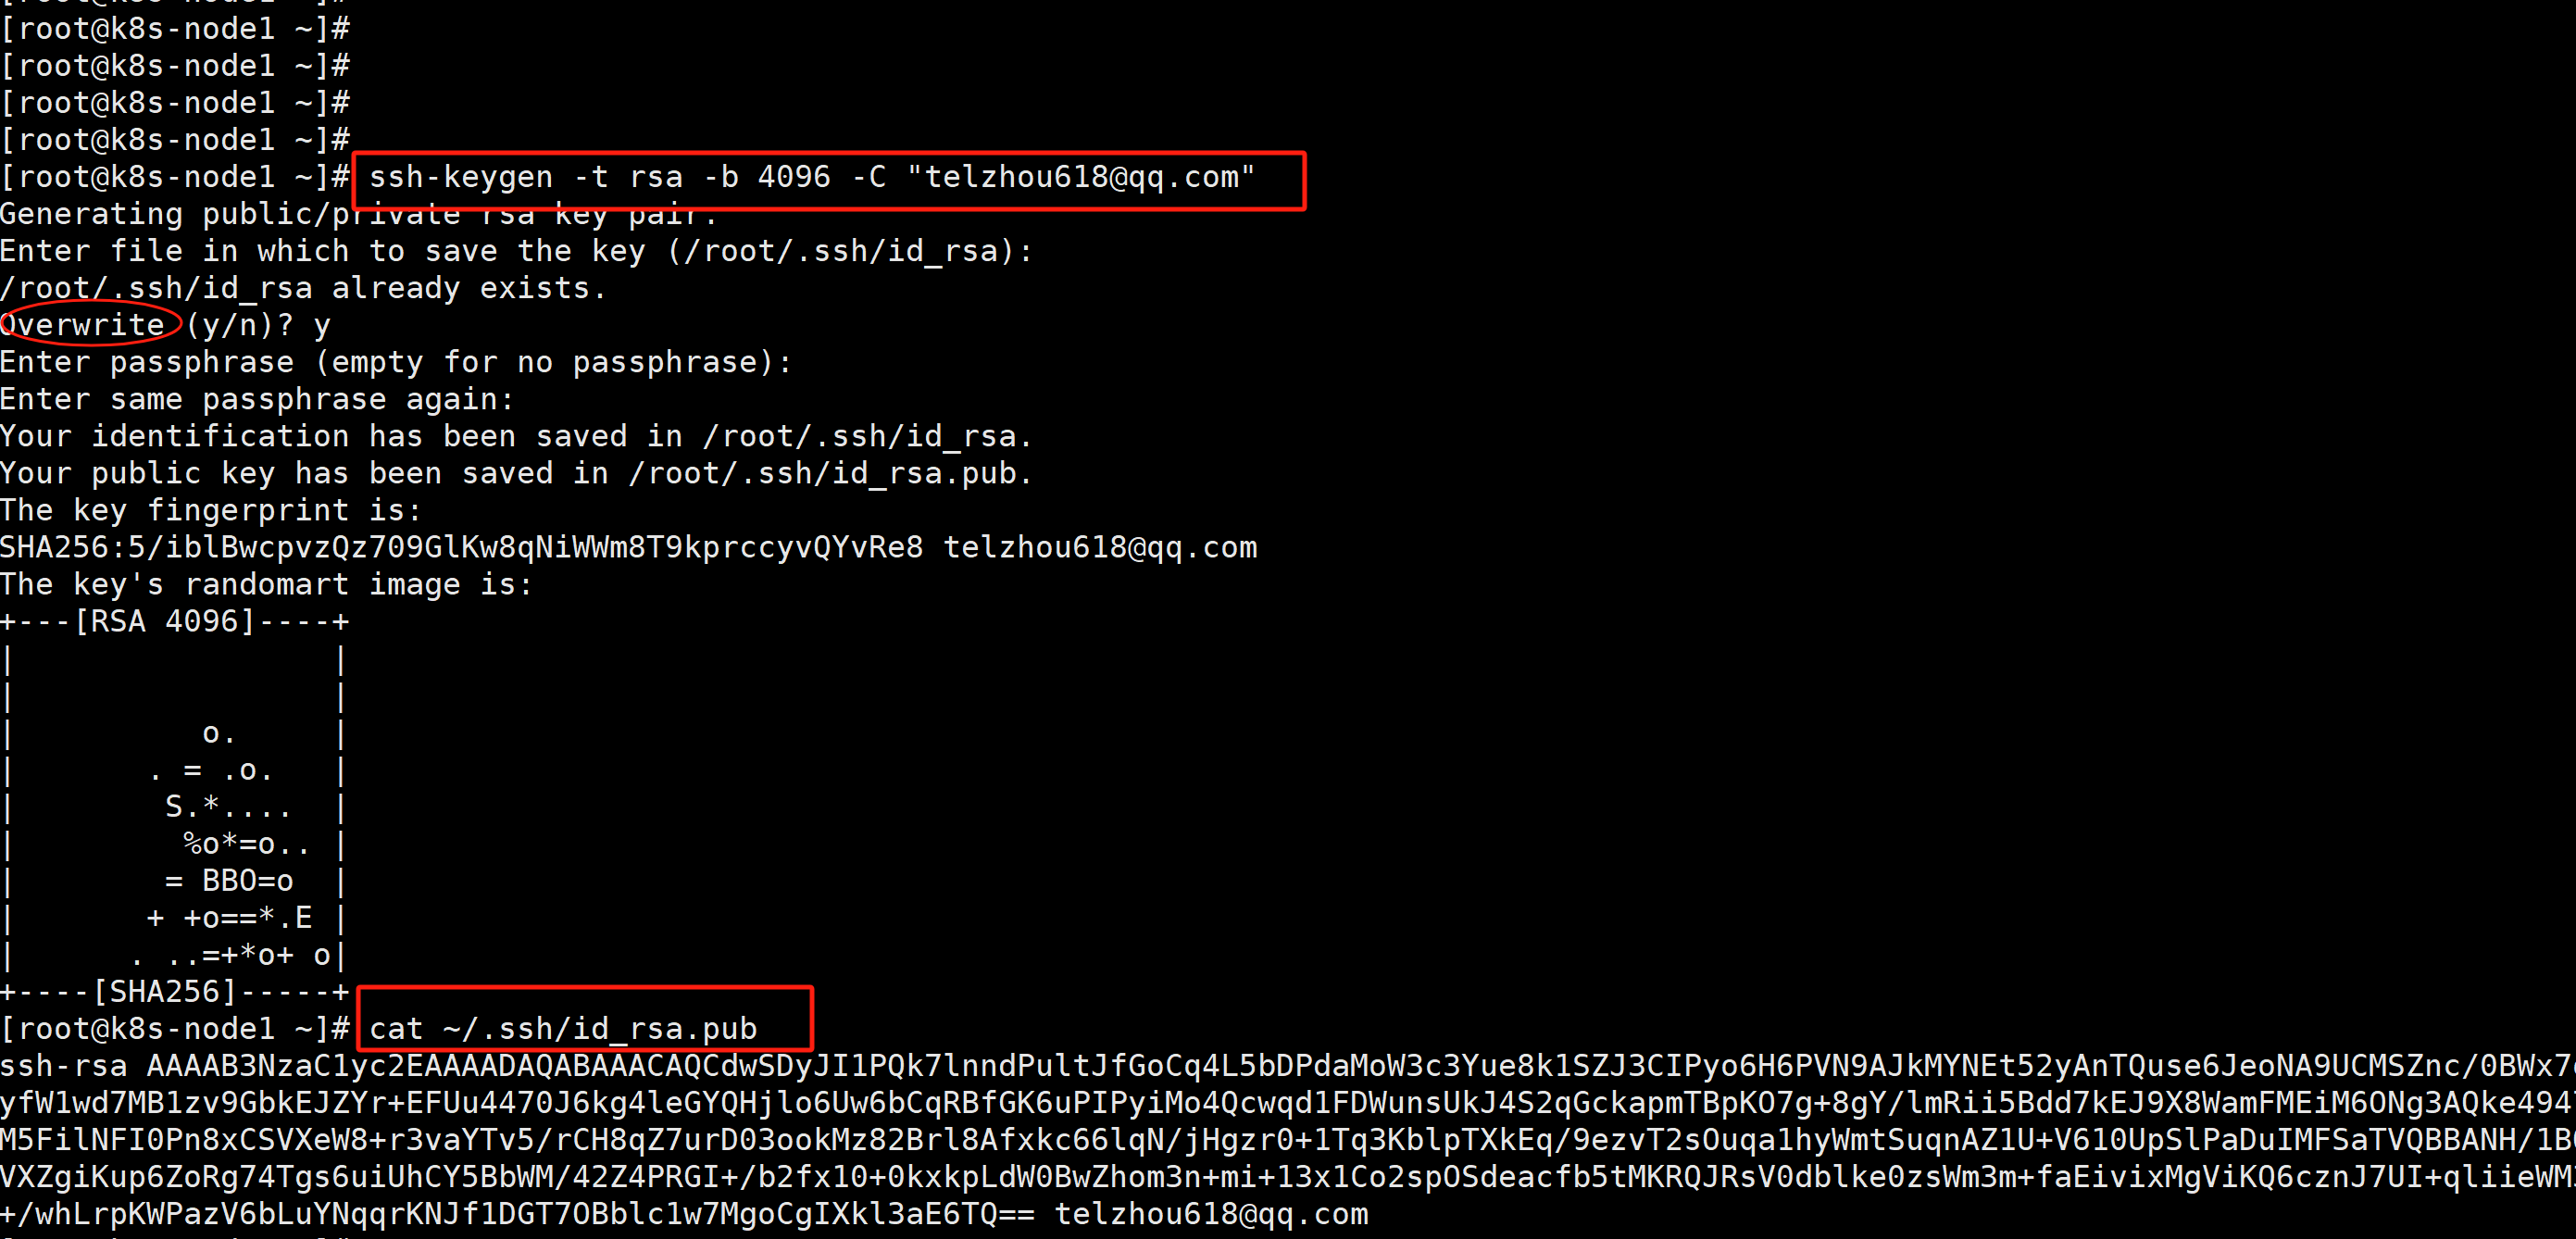 [root@k8s-node1 ~]#
[root@k8s-node1 ~]#
[root@k8s-node1 ~]#
[root@k8s-node1 ~]#
[root@k8s-node1 ~]# ssh-keygen -t rsa -b 4096 -C "telzhou618@qq.com"
Generating public/private rsa key pair.
Enter file in which to save the key (/root/.ssh/id_rsa):
/root/.ssh/id_rsa already exists.
Overwrite (y/n)? y
Enter passphrase (empty for no passphrase):
Enter same passphrase again:
Your identification has been saved in /root/.ssh/id_rsa.
Your public key has been saved in /root/.ssh/id_rsa.pub.
The key fingerprint is:
SHA256:5/iblBwcpvzQz709GlKw8qNiWWm8T9kprccyvQYvRe8 telzhou618@qq.com
The key's randomart image is:
+---[RSA 4096]----+
|                 |
|                 |
|          o.     |
|       . = .o.   |
|        S.*....  |
|         %o*=o.. |
|        = BBO=o  |
|       + +o==*.E |
|      . ..=+*o+ o|
+----[SHA256]-----+
[root@k8s-node1 ~]# cat ~/.ssh/id_rsa.pub
ssh-rsa AAAAB3NzaC1yc2EAAAADAQABAAACAQCdwSDyJI1PQk7lnndPultJfGoCq4L5bDPdaMoW3c3Yue8k1SZJ3CIPyo6H6PVN9AJkMYNEt52yAnTQuse6JeoNA9UCMSZnc/0BWx7
yfW1wd7MB1zv9GbkEJZYr+EFUu4470J6kg4leGYQHjlo6Uw6bCqRBfGK6uPIPyiMo4Qcwqd1FDWunsUkJ4S2qGckapmTBpKO7g+8gY/lmRii5Bdd7kEJ9X8WamFMEiM6ONg3AQke494
M5FilNFI0Pn8xCSVXeW8+r3vaYTv5/rCH8qZ7urD03ookMz82Brl8Afxkc66lqN/jHgzr0+1Tq3KblpTXkEq/9ezvT2sOuqa1hyWmtSuqnAZ1U+V610UpSlPaDuIMFSaTVQBBANH/1B
VXZgiKup6ZoRg74Tgs6uiUhCY5BbWM/42Z4PRGI+/b2fx10+0kxkpLdW0BwZhom3n+mi+13x1Co2spOSdeacfb5tMKRQJRsV0dblke0zsWm3m+faEivixMgViKQ6cznJ7UI+qliieWM
+/whLrpKWPazV6bLuYNqqrKNJf1DGT7OBblc1w7MgoCgIXkl3aE6TQ== telzhou618@qq.com